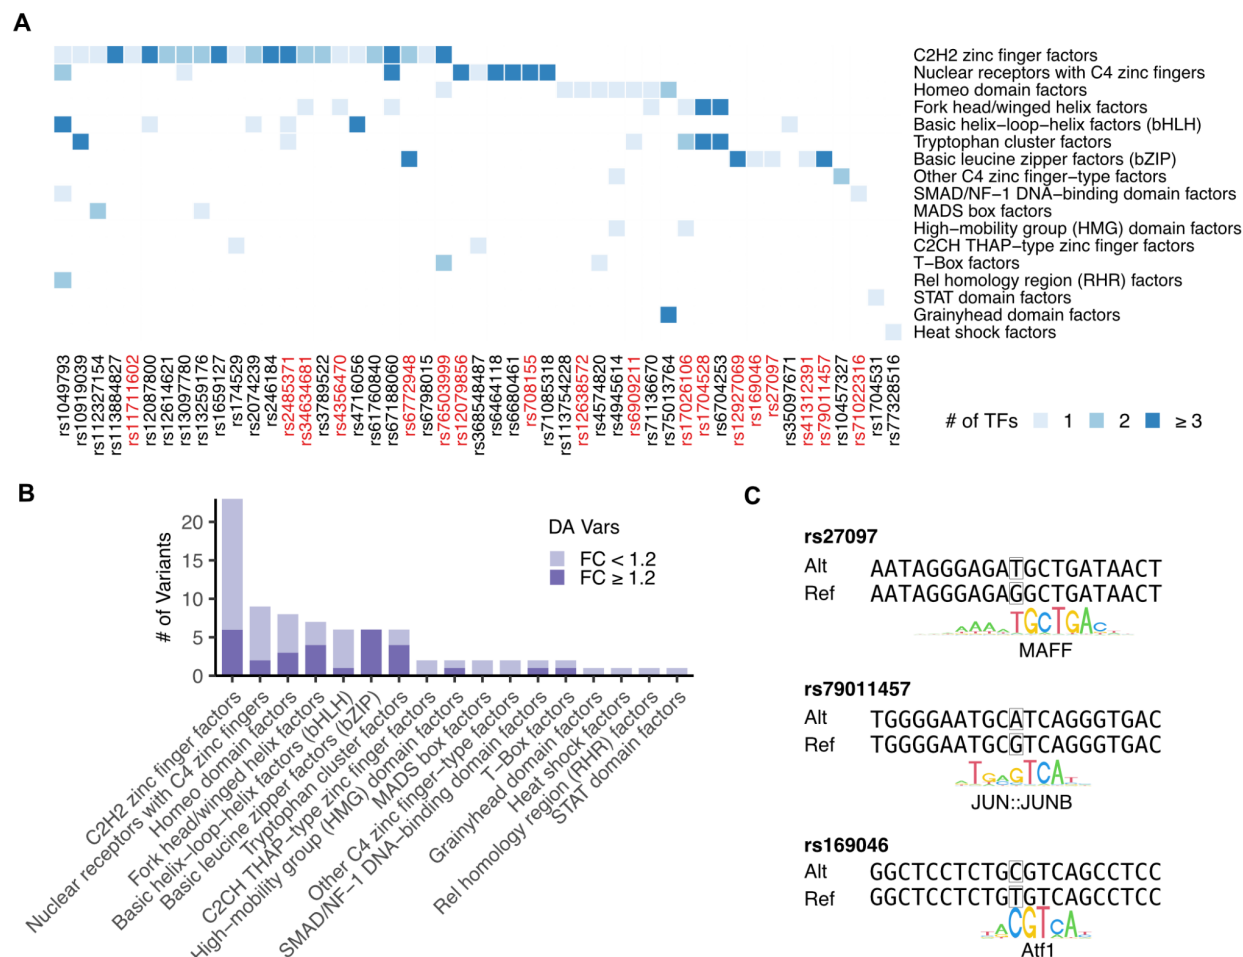 A
C2H2 zinc finger factors
Nuclear receptors with C4 zinc fingers
Homeo domain factors
Fork head/winged helix factors
Basic helix−loop−helix factors (bHLH)
Tryptophan cluster factors
Basic leucine zipper factors (bZIP)
Other C4 zinc finger−type factors
SMAD/NF−1 DNA−binding domain factors
MADS box factors
High−mobility group (HMG) domain factors
C2CH THAP−type zinc finger factors
T−Box factors
Rel homology region (RHR) factors
STAT domain factors
Grainyhead domain factors
Heat shock factors
rs1049793
rs10919039
rs112327154
rs113884827
rs11711602
rs12087800
rs12614621
rs13097780
rs13259176
rs1659127
rs174529
rs2074239
rs246184
rs2485371
rs34634681
rs3789522
rs4356470
rs4716056
rs61760840
rs67188060
rs6772948
rs6798015
rs76503999
rs12079856
rs368548487
rs6464118
rs6680461
rs708155
rs71085318
rs113754228
rs12638572
rs4574820
rs4945614
rs6909211
rs71136670
rs75013764
rs17026106
rs1704528
rs6704253
rs12927069
rs169046
rs27097
rs35097671
rs41312391
rs79011457
rs10457327
rs71022316
rs1704531
rs77328516
# of TFs 1 2 ≥ 3
B
# of Variants
20
15
10
5
0
DA Vars
FC < 1.2
FC ≥ 1.2
C2H2 zinc finger factors
Nuclear receptors with C4 zinc fingers
Homeo domain factors
Fork head/winged helix factors
Basic helix−loop−helix factors (bHLH)
Basic leucine zipper factors (bZIP)
Tryptophan cluster factors
C2CH THAP−type zinc finger factors
High−mobility group (HMG) domain factors
MADS box factors
Other C4 zinc finger−type factors
SMAD/NF−1 DNA−binding domain factors
T−Box factors
Grainyhead domain factors
Heat shock factors
Rel homology region (RHR) factors
STAT domain factors
C
rs27097
Alt AATAGGGAGATGCTGATAACT
Ref AATAGGGAGAGGCTGATAACT
TGCTGAC
MAFF
rs79011457
Alt TGGGGAATGCATCAGGGTGAC
Ref TGGGGAATGCGTCAGGGTGAC
TGAGTCAT
JUN::JUNB
rs169046
Alt GGCTCCTCTGCGTCAGCCTCC
Ref GGCTCCTCTGTGTCAGCCTCC
TACGTCA
Atf1